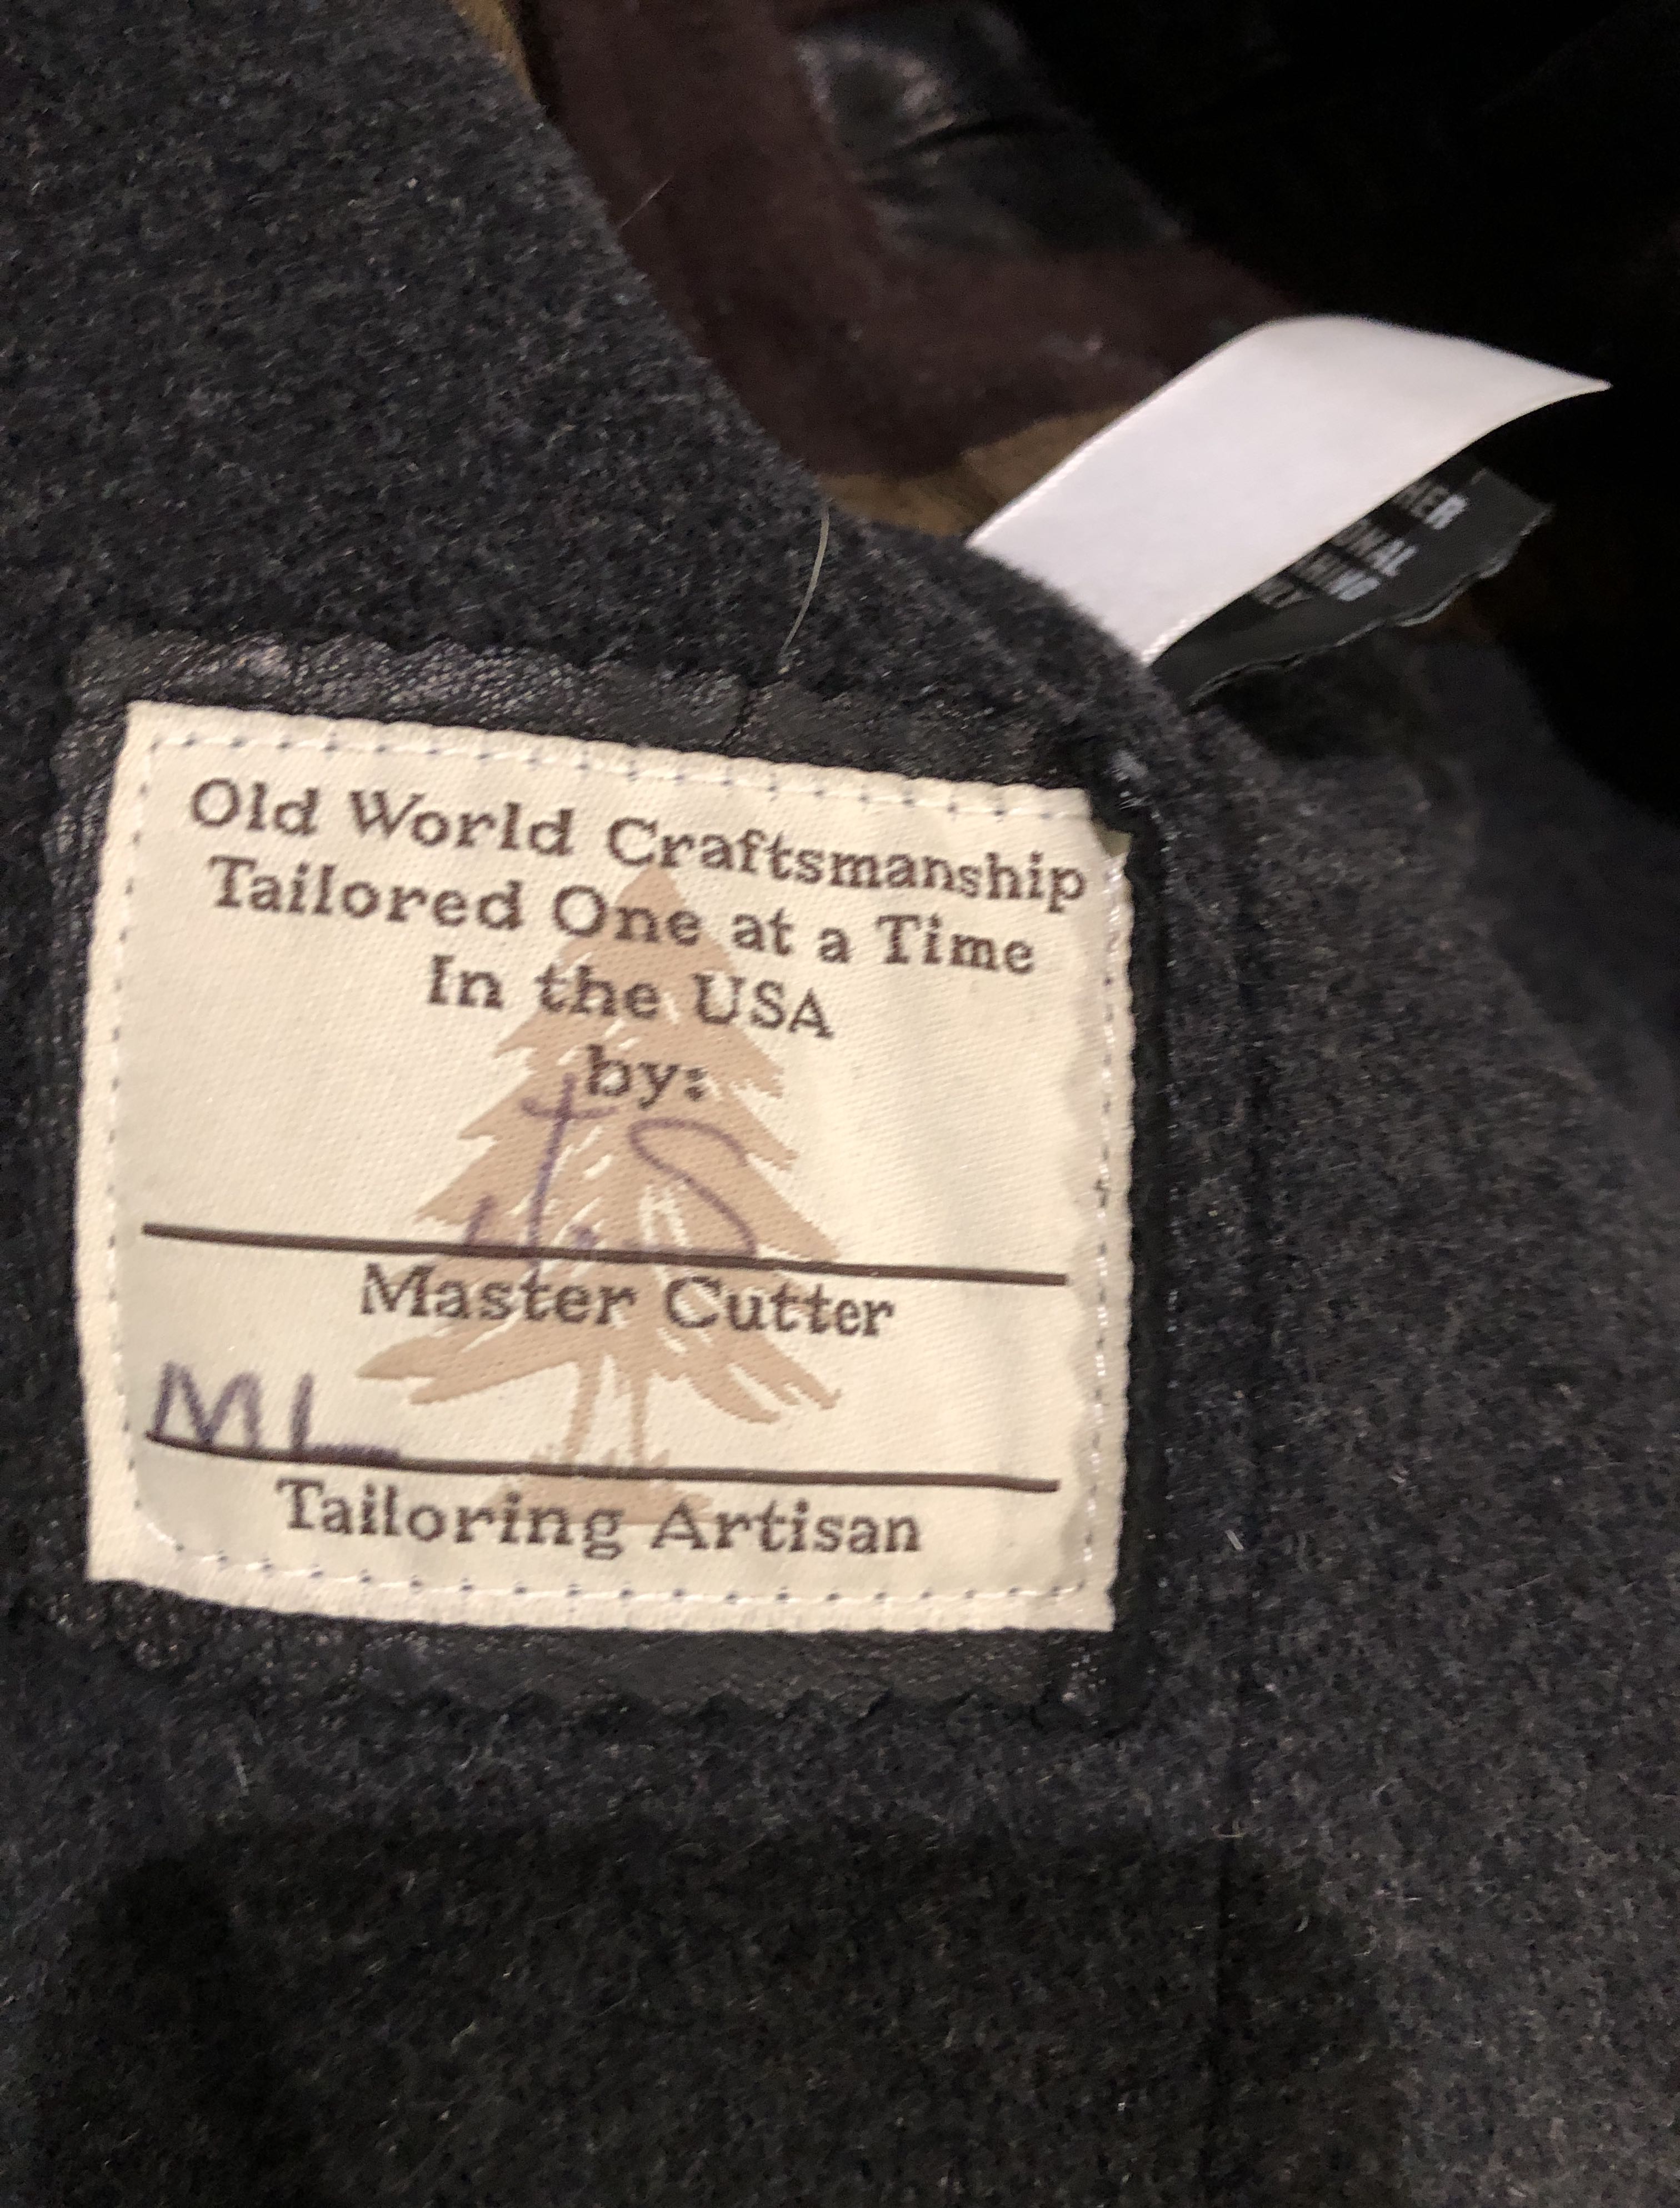 Old World Craftsmanship
Tailored One at a Time
In the USA
by:
J.S
Master Cutter
ML
Tailoring Artisan